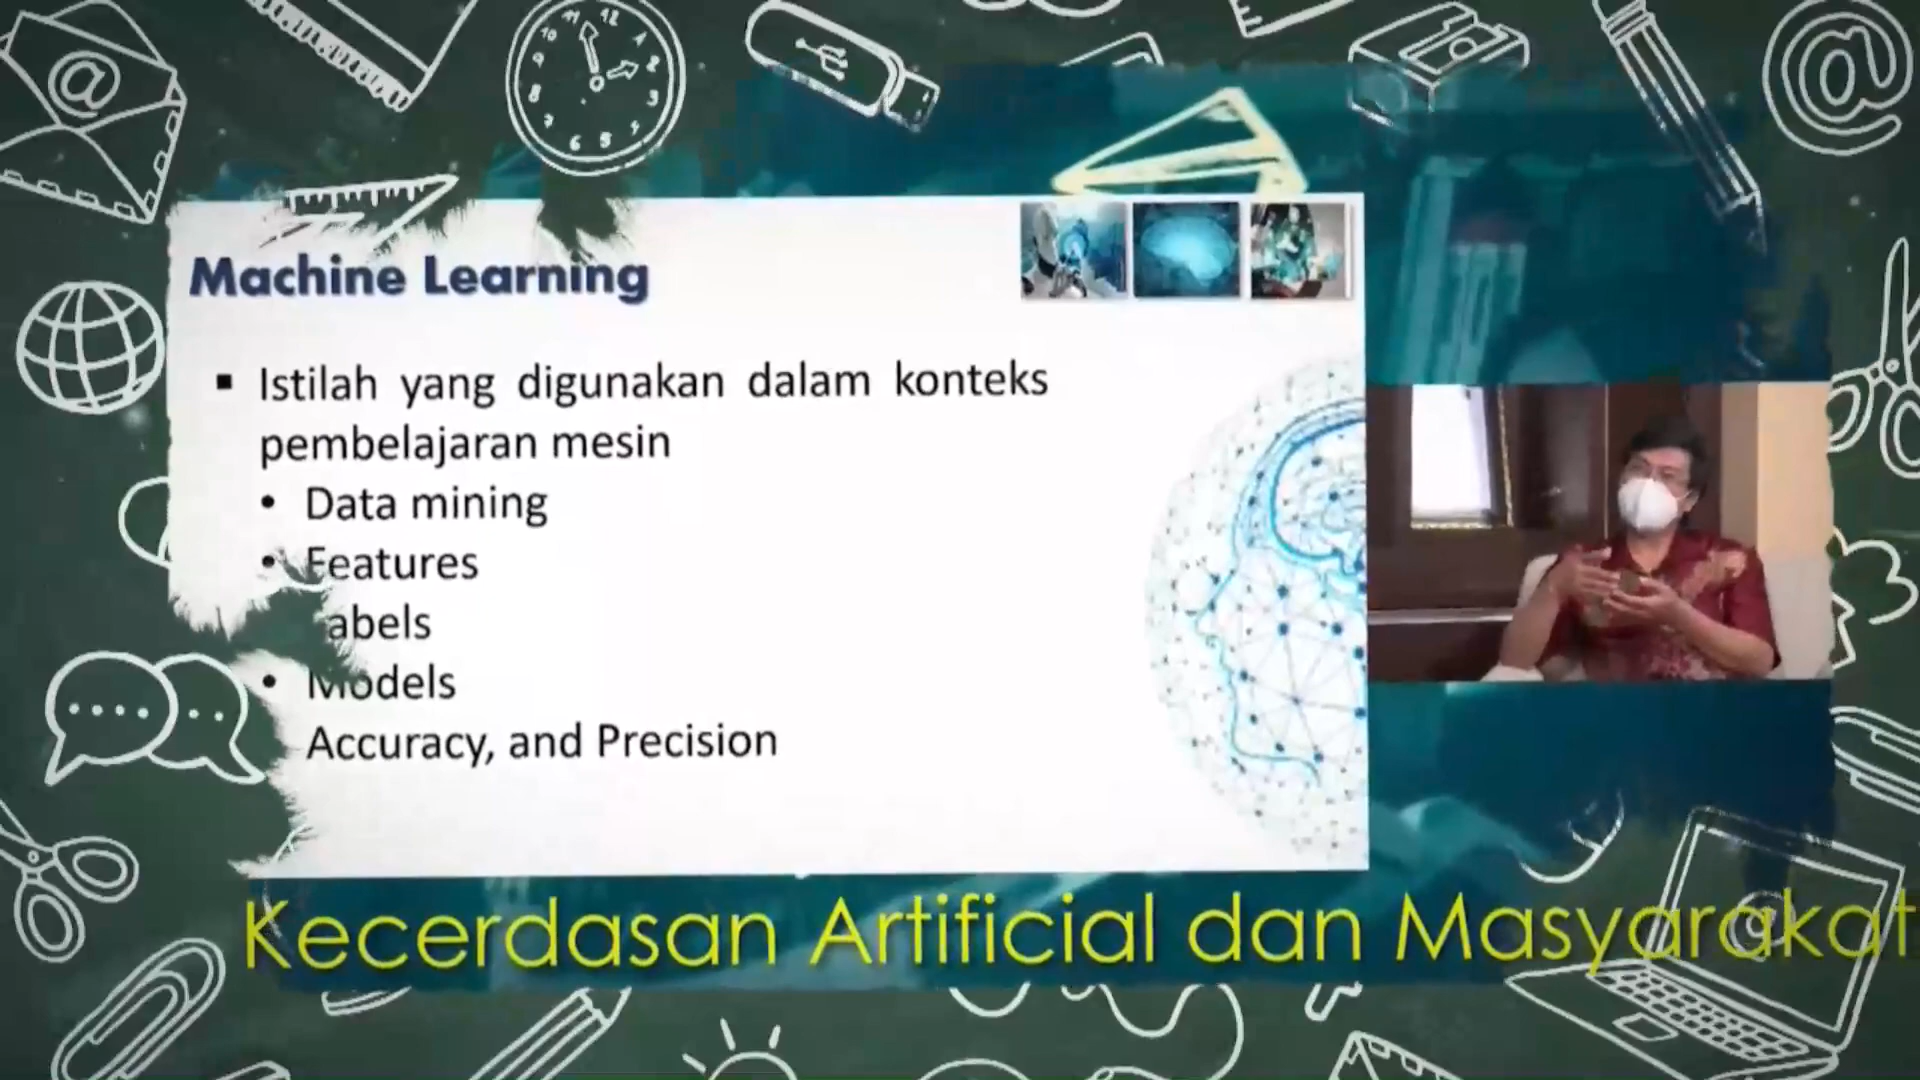 Machine Learning
▪ Istilah yang digunakan dalam konteks
pembelajaran mesin
• Data mining
• Features
abels
• Models
Accuracy, and Precision
Kecerdasan Artificial dan Masyarakat